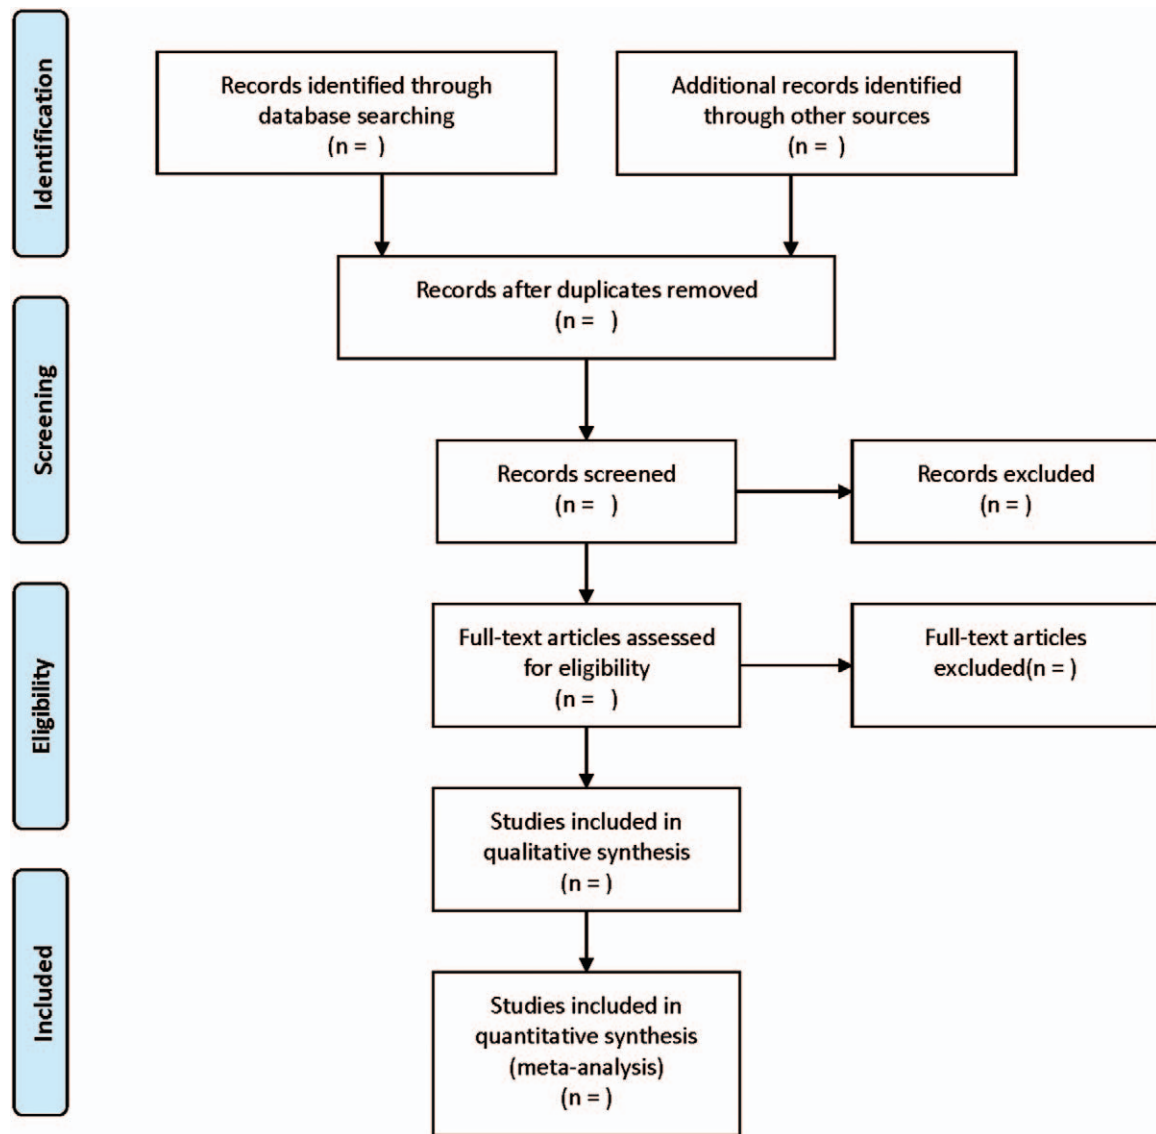 Identification
Records identified through
database searching
(n =  )
Additional records identified
through other sources
(n =  )
Records after duplicates removed
(n =   )
Screening
Records screened
(n =   )
Records excluded
(n = )
Eligibility
Full-text articles assessed
for eligibility
(n =   )
Full-text articles
excluded(n = )
Studies included in
qualitative synthesis
(n = )
Included
Studies included in
quantitative synthesis
(meta-analysis)
(n = )